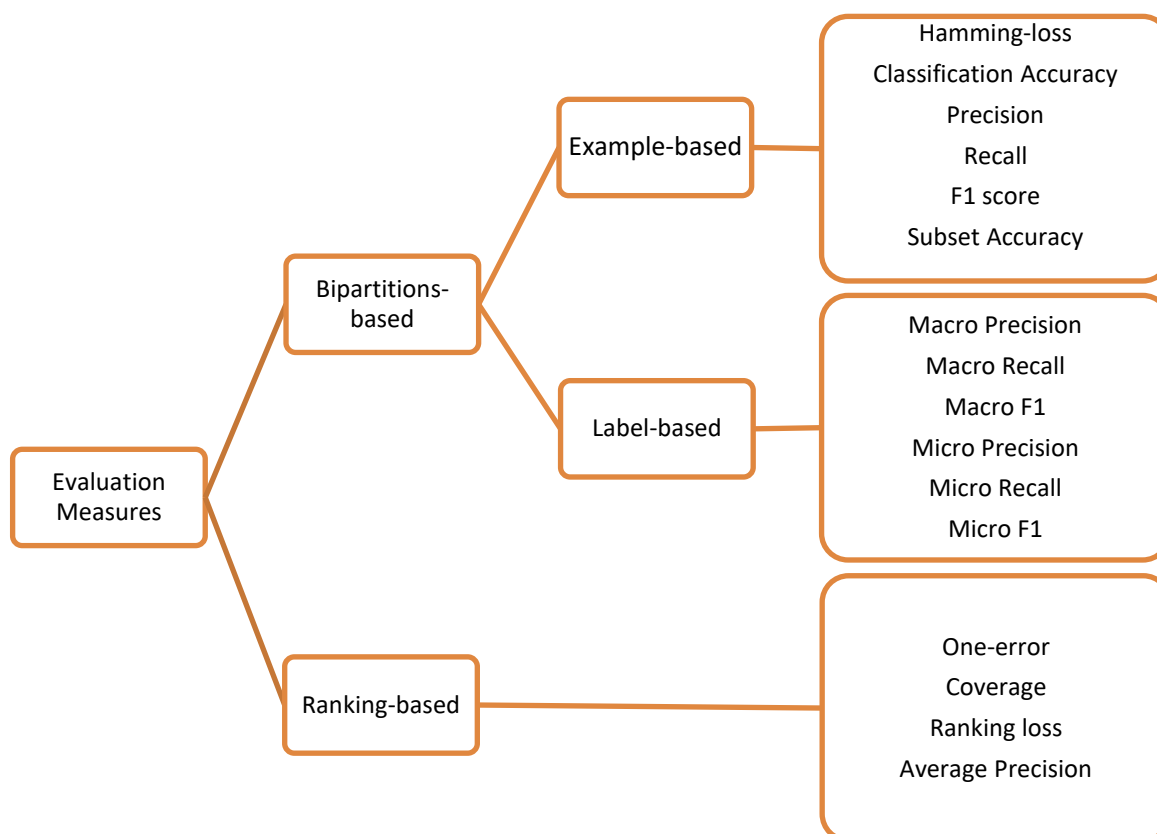 Evaluation
Measures
Bipartitions-
based
Ranking-based
Example-based
Label-based
Hamming-loss
Classification Accuracy
Precision
Recall
F1 score
Subset Accuracy
Macro Precision
Macro Recall
Macro F1
Micro Precision
Micro Recall
Micro F1
One-error
Coverage
Ranking loss
Average Precision